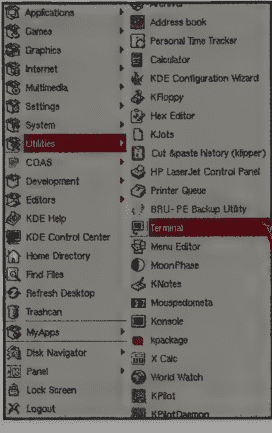 Applications
Games
Graphics
Internet
Multimedia
Settings
System
Utilities
COAS
Development
Editors
KDE Help
KDE Control Center
Home Directory
Find Files
Refresh Desktop
Trashcan
MyApps
Disk Navigator
Panel
Lock Screen
Logout
Address book
Personal Time Tracker
Calculator
KDE Configuration Wizard
KFloppy
Hex Editor
KJots
Cut &paste history (klipper)
HP LaserJet Control Panel
Printer Queue
BRU-PE Backup Utility
Terminal
Menu Editor
MoonPhase
KNotes
Mousepedometa
Konsole
kpackage
X Calc
World Watch
KPilot
KPilotDaemon